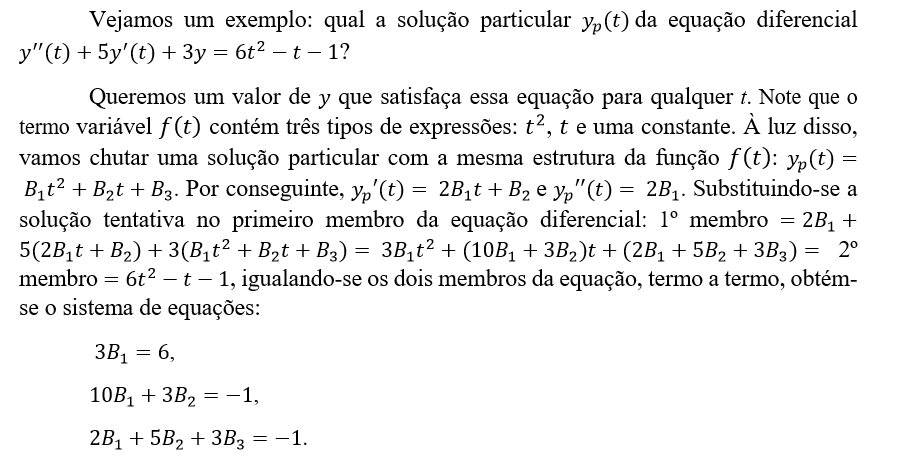 Vejamos um exemplo: qual a solução particular yₚ(t) da equação diferencial
y′′(t) + 5y′(t) + 3y = 6t² − t − 1?
Queremos um valor de y que satisfaça essa equação para qualquer t. Note que o
termo variável f(t) contém três tipos de expressões: t², t e uma constante. À luz disso,
vamos chutar uma solução particular com a mesma estrutura da função f(t): yₚ(t) =
B₁t² + B₂t + B₃. Por conseguinte, yₚ′(t) = 2B₁t + B₂ e yₚ′′(t) = 2B₁. Substituindo-se a
solução tentativa no primeiro membro da equação diferencial: 1º membro = 2B₁ +
5(2B₁t + B₂) + 3(B₁t² + B₂t + B₃) = 3B₁t² + (10B₁ + 3B₂)t + (2B₁ + 5B₂ + 3B₃) = 2º
membro = 6t² − t − 1, igualando-se os dois membros da equação, termo a termo, obtém-
se o sistema de equações:
3B₁ = 6,
10B₁ + 3B₂ = −1,
2B₁ + 5B₂ + 3B₃ = −1.